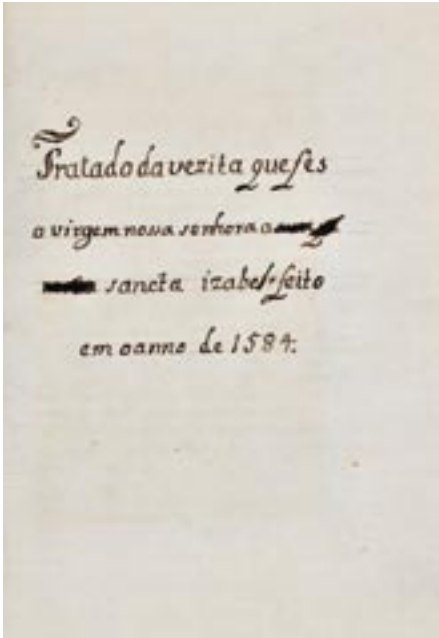 Tratado da vezita que fes
a virgem nossa senhora a
sancta izabel. feito
em o anno de 1584: